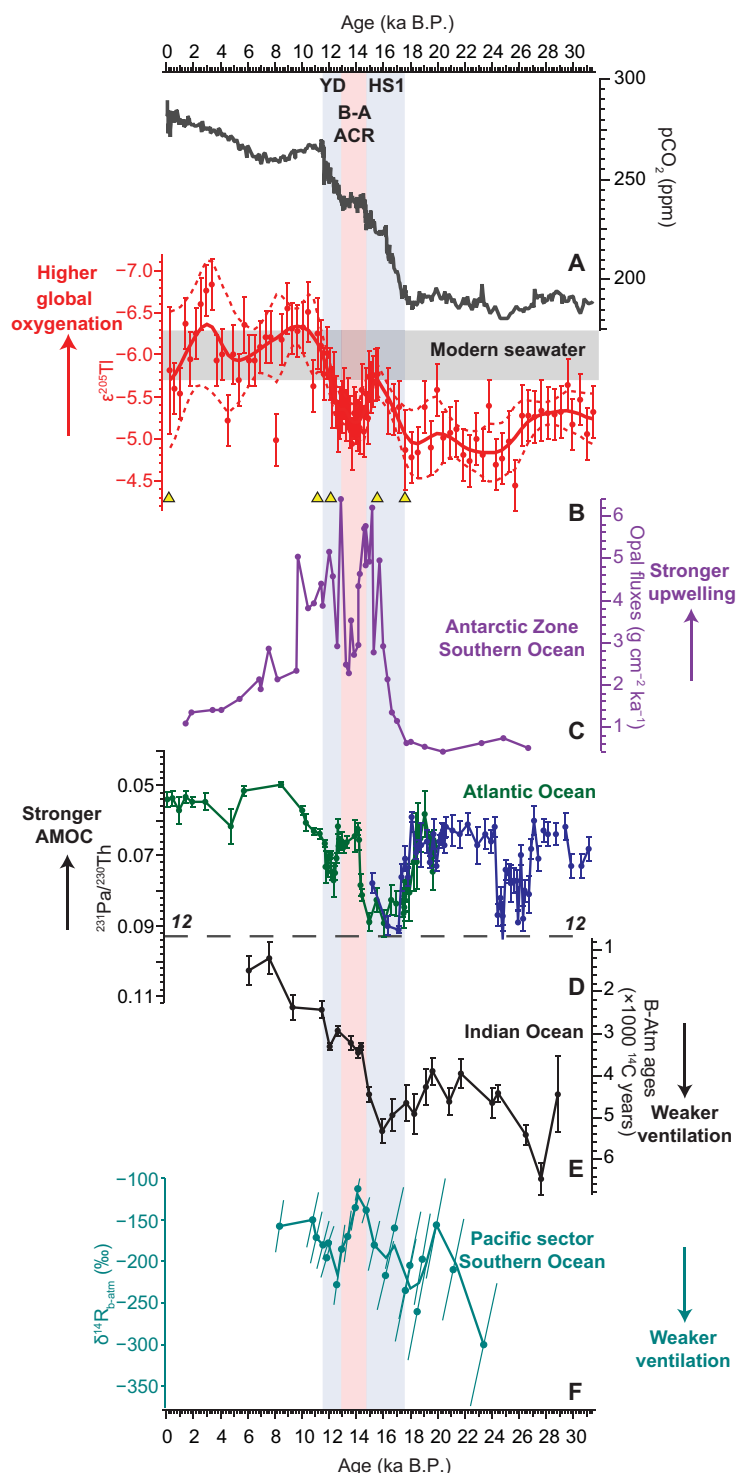 Age (ka B.P.)
0 2 4 6 8 10 12 14 16 18 20 22 24 26 28 30
YD HS1
B-A
ACR
300
250
200
pCO₂ (ppm)
A
Higher
global
oxygenation
−7.0
−6.5
−6.0
−5.5
−5.0
−4.5
ε²⁰⁵Tl
Modern seawater
B
6
5
4
3
2
1
Opal fluxes (g cm⁻² ka⁻¹)
Stronger
upwelling
Antarctic Zone
Southern Ocean
C
0.05
0.07
0.09
0.11
²³¹Pa/²³⁰Th
Stronger
AMOC
Atlantic Ocean
12 12
D
1
2
3
4
5
6
B-Atm ages
(×1000 ¹⁴C years)
Indian Ocean
Weaker
ventilation
E
−100
−150
−200
−250
−300
−350
δ¹⁴R_b-atm (‰)
Pacific sector
Southern Ocean
Weaker
ventilation
F
0 2 4 6 8 10 12 14 16 18 20 22 24 26 28 30
Age (ka B.P.)